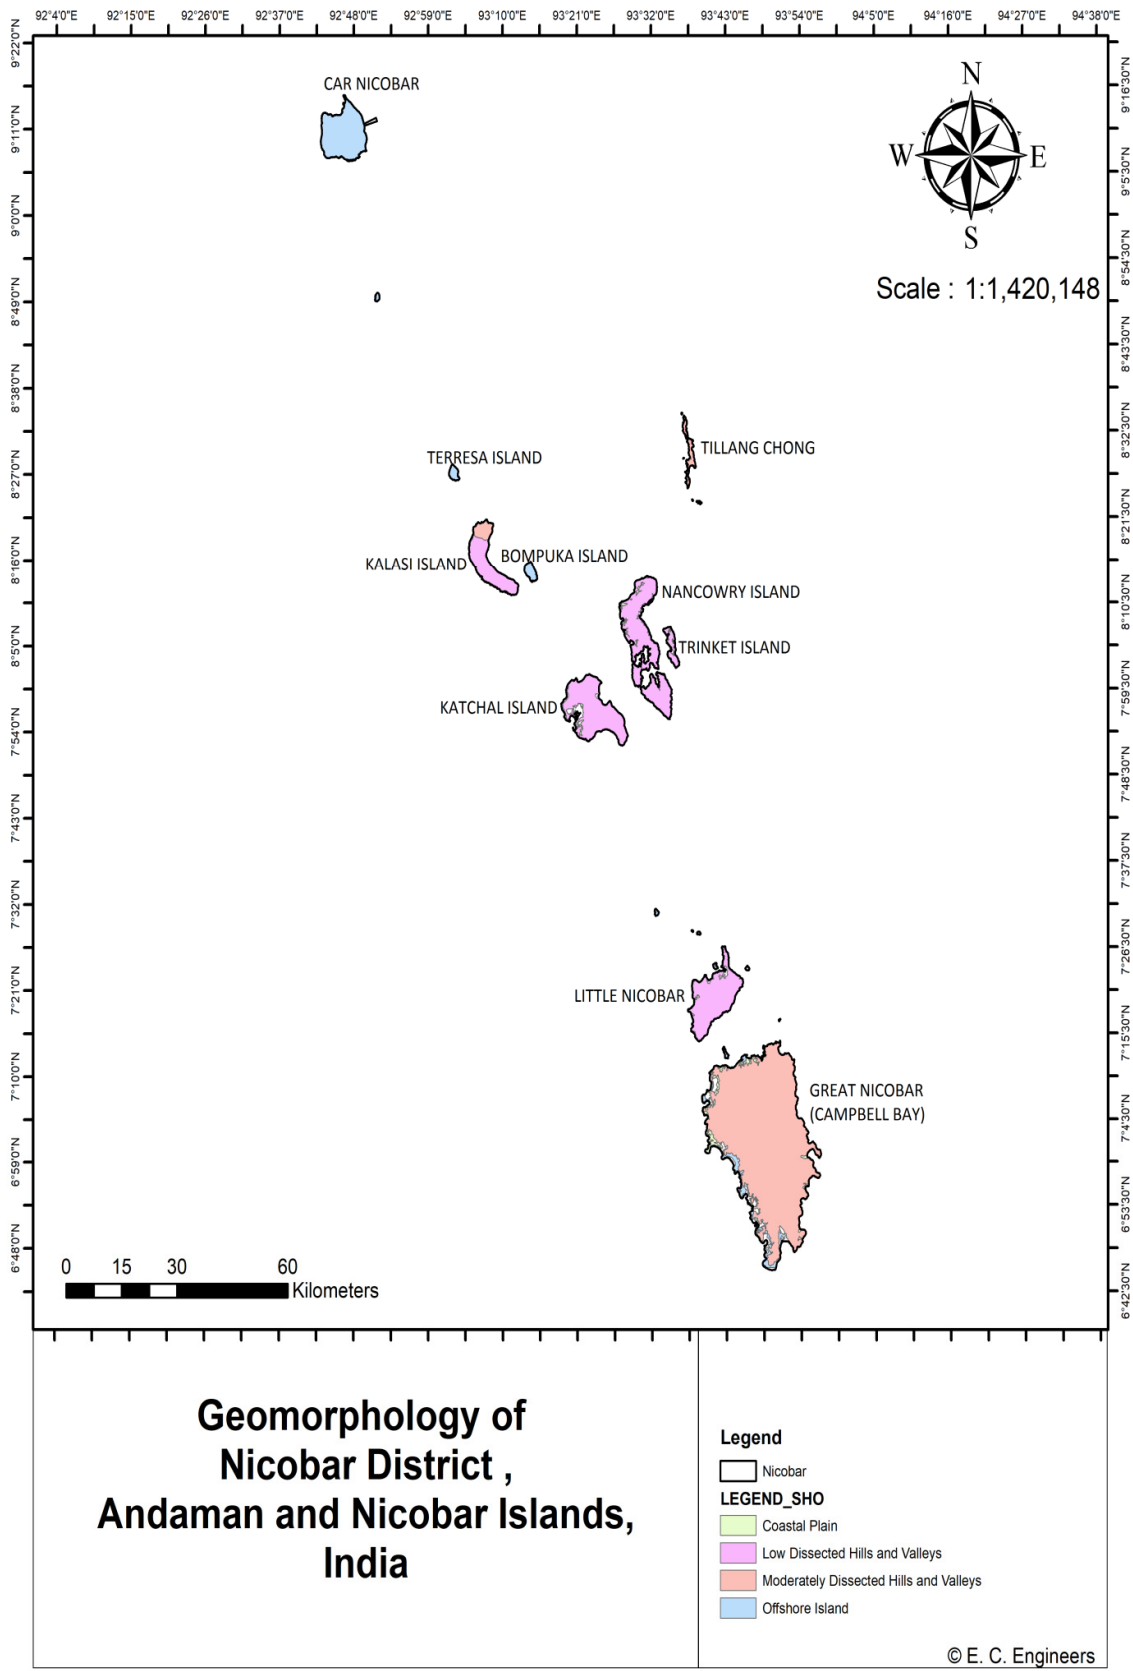 92°4'0"E 92°15'0"E 92°26'0"E 92°37'0"E 92°48'0"E 92°59'0"E 93°10'0"E 93°21'0"E 93°32'0"E 93°43'0"E 93°54'0"E 94°5'0"E 94°16'0"E 94°27'0"E 94°38'0"E
9°22'0"N
9°11'0"N
9°0'0"N
8°49'0"N
8°38'0"N
8°27'0"N
8°16'0"N
8°5'0"N
7°54'0"N
7°43'0"N
7°32'0"N
7°21'0"N
7°10'0"N
6°59'0"N
6°48'0"N
9°16'30"N
9°5'30"N
8°54'30"N
8°43'30"N
8°32'30"N
8°21'30"N
8°10'30"N
7°59'30"N
7°48'30"N
7°37'30"N
7°26'30"N
7°15'30"N
7°4'30"N
6°53'30"N
6°42'30"N
N
W E
S
Scale : 1:1,420,148
CAR NICOBAR
TILLANG CHONG
TERRESA ISLAND
BOMPUKA ISLAND
KALASI ISLAND
NANCOWRY ISLAND
TRINKET ISLAND
KATCHAL ISLAND
LITTLE NICOBAR
GREAT NICOBAR
(CAMPBELL BAY)
0 15 30 60
Kilometers
Geomorphology of
Nicobar District ,
Andaman and Nicobar Islands,
India
Legend
Nicobar
LEGEND_SHO
Coastal Plain
Low Dissected Hills and Valleys
Moderately Dissected Hills and Valleys
Offshore Island
© E. C. Engineers